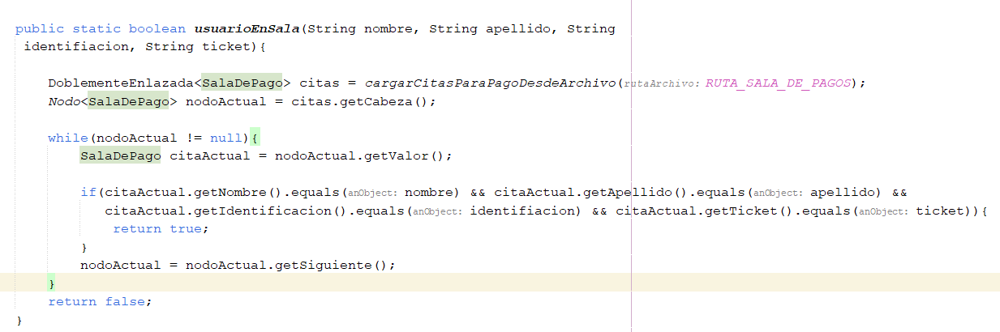 public static boolean usuarioEnSala(String nombre, String apellido, String
identifiacion, String ticket){
DoblementeEnlazada<SalaDePago> citas = cargarCitasParaPagoDesdeArchivo(rutaArchivo: RUTA_SALA_DE_PAGOS);
Nodo<SalaDePago> nodoActual = citas.getCabeza();
while(nodoActual != null){
SalaDePago citaActual = nodoActual.getValor();
if(citaActual.getNombre().equals(anObject: nombre) && citaActual.getApellido().equals(anObject: apellido) &&
citaActual.getIdentificacion().equals(anObject: identifiacion) && citaActual.getTicket().equals(anObject: ticket)){
return true;
}
nodoActual = nodoActual.getSiguiente();
}
return false;
}